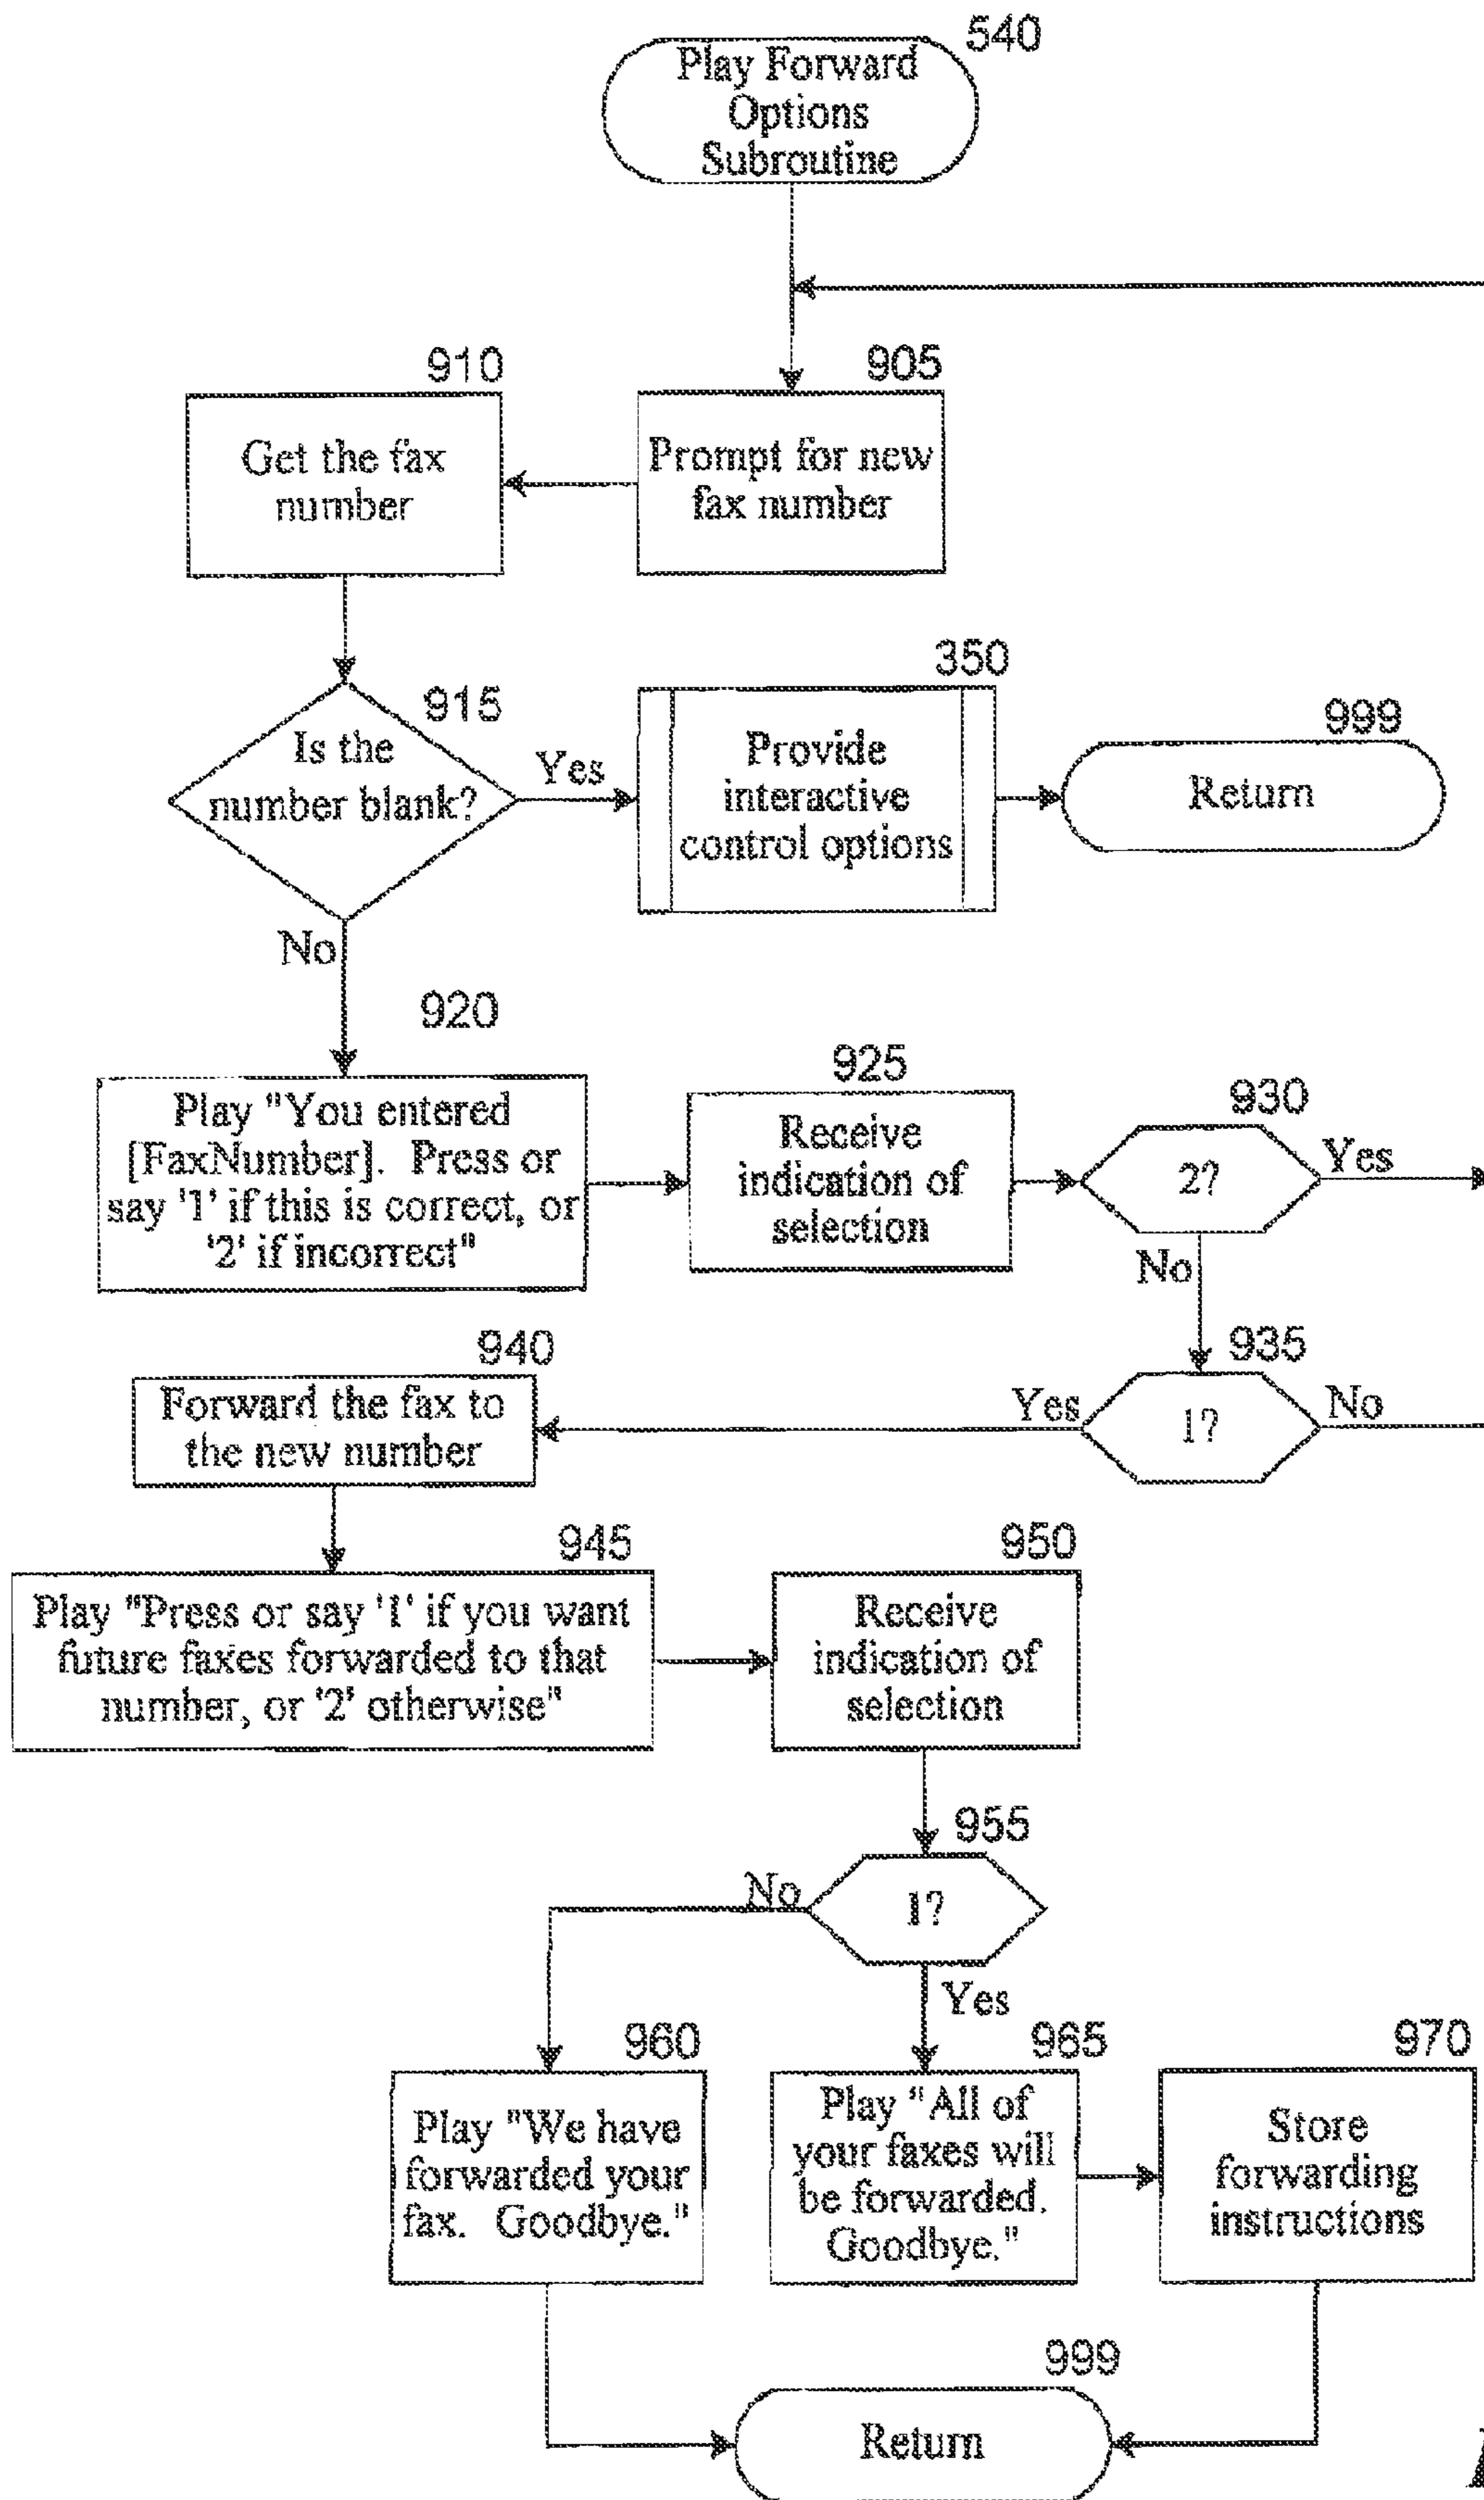 540
Play Forward
Options
Subroutine
910
905
Get the fax
number
Prompt for new
fax number
915
Is the
number blank?
Yes
350
Provide
interactive
control options
999
Return
No
920
Play "You entered
[FaxNumber]. Press or
say '1' if this is correct, or
'2' if incorrect"
925
Receive
indication of
selection
930
2?
Yes
No
935
1?
Yes
No
940
Forward the fax to
the new number
945
Play "Press or say '1' if you want
future faxes forwarded to that
number, or '2' otherwise"
950
Receive
indication of
selection
955
1?
No
Yes
960
Play "We have
forwarded your
fax. Goodbye."
965
Play "All of
your faxes will
be forwarded.
Goodbye."
970
Store
forwarding
instructions
999
Return